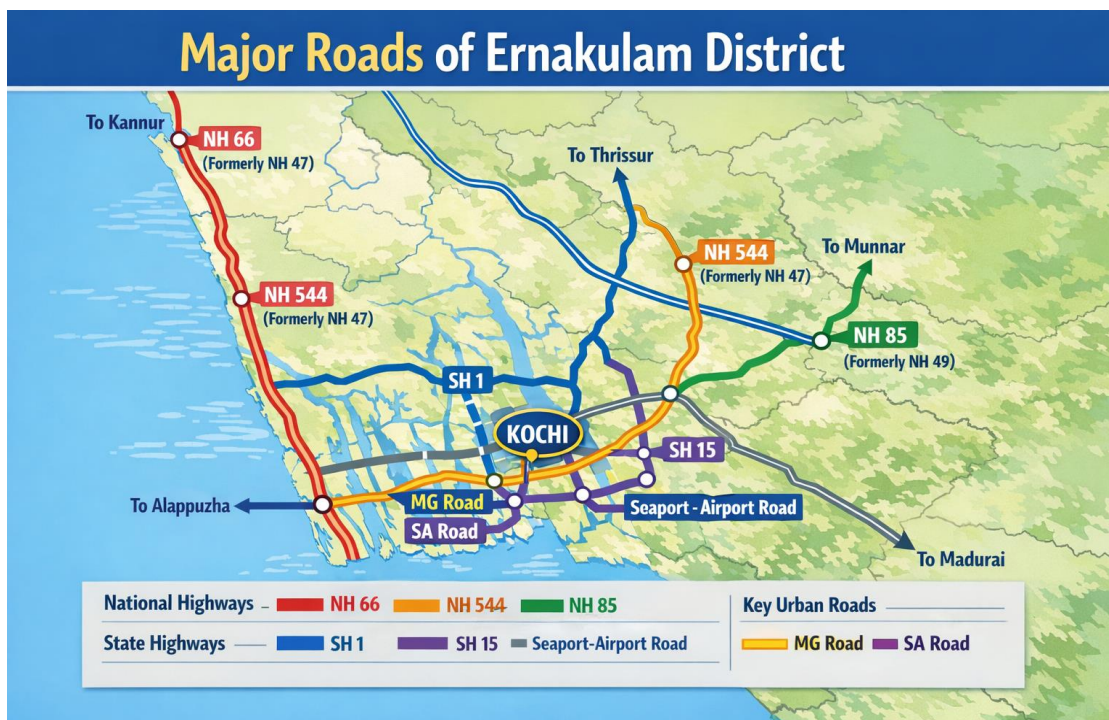 Major Roads of Ernakulam District
To Kannur
NH 66
(Formerly NH 47)
To Thrissur
NH 544
(Formerly NH 47)
To Munnar
NH 544
(Formerly NH 47)
NH 85
(Formerly NH 49)
SH 1
KOCHI
SH 15
To Alappuzha
MG Road
Seaport - Airport Road
SA Road
To Madurai
National Highways NH 66 NH 544 NH 85
State Highways SH 1 SH 15 Seaport-Airport Road
Key Urban Roads
MG Road SA Road